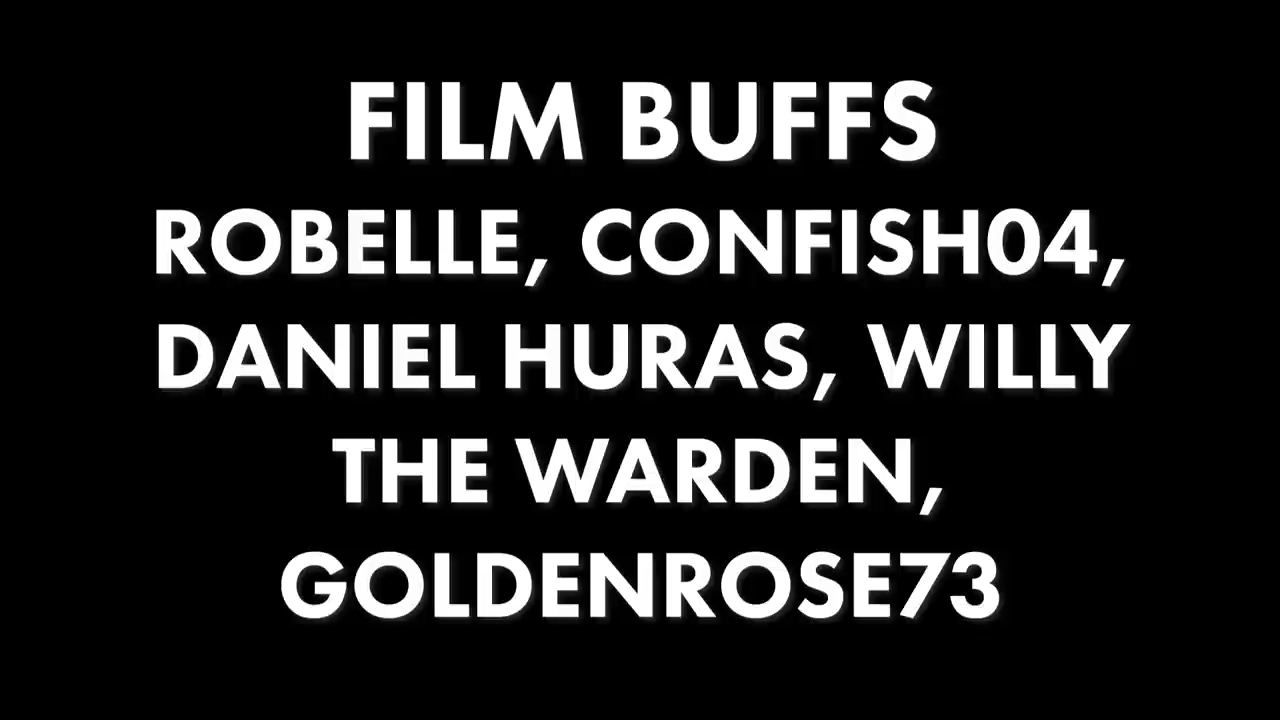 FILM BUFFS
ROBELLE, CONFISH04,
DANIEL HURAS, WILLY
THE WARDEN,
GOLDENROSE73